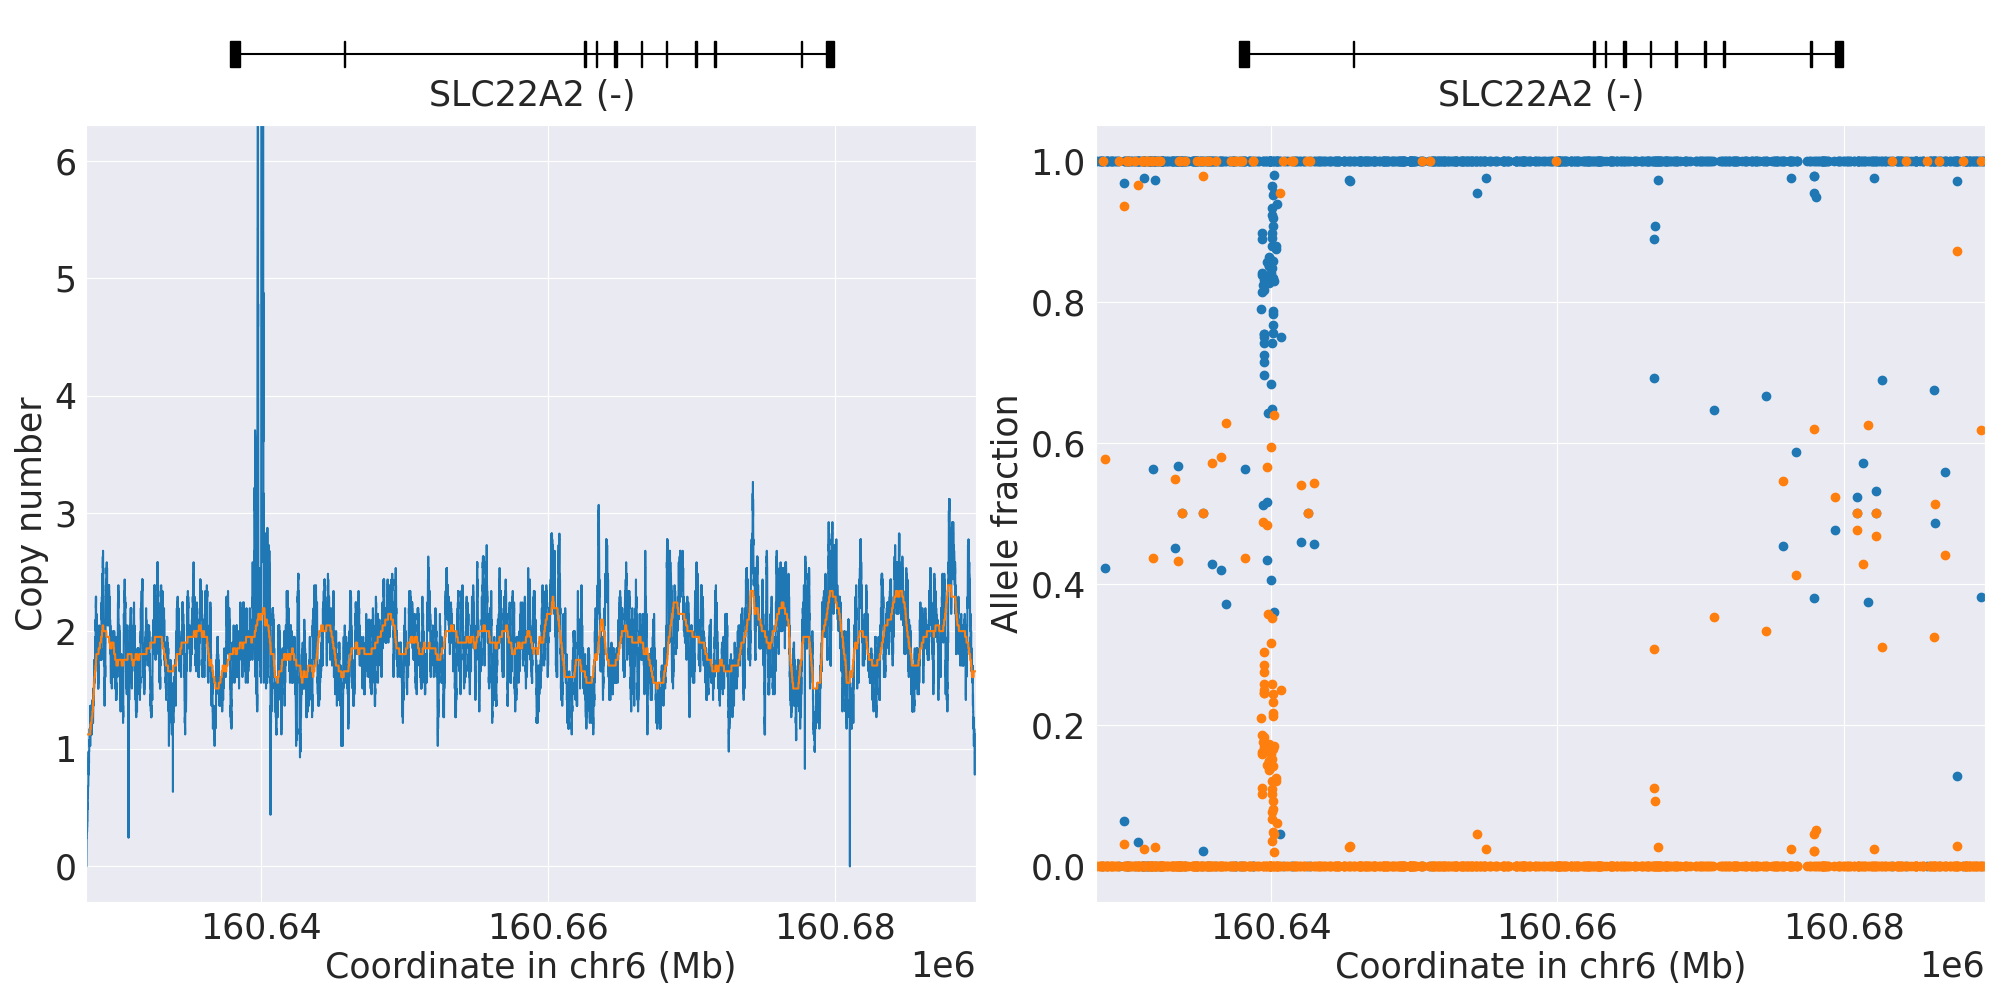 SLC22A2 (-)
6
5
4
3
2
1
0
Copy number
160.64
160.66
160.68
Coordinate in chr6 (Mb)
1e6
SLC22A2 (-)
1.0
0.8
0.6
0.4
0.2
0.0
Allele fraction
160.64
160.66
160.68
Coordinate in chr6 (Mb)
1e6